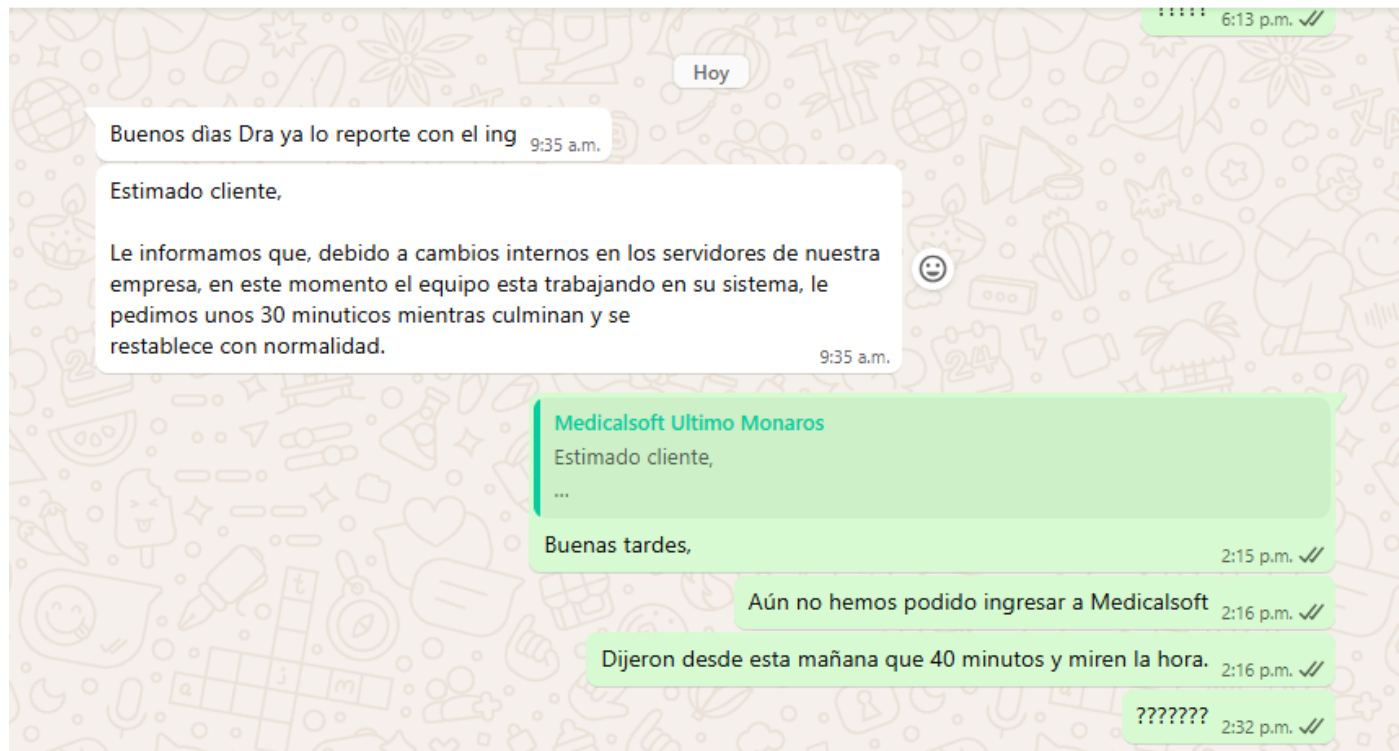 ????? 6:13 p.m.
Hoy
Buenos dìas Dra ya lo reporte con el ing 9:35 a.m.
Estimado cliente,
Le informamos que, debido a cambios internos en los servidores de nuestra
empresa, en este momento el equipo esta trabajando en su sistema, le
pedimos unos 30 minuticos mientras culminan y se
restablece con normalidad.
9:35 a.m.
Medicalsoft Ultimo Monaros
Estimado cliente,
...
Buenas tardes,
2:15 p.m.
Aún no hemos podido ingresar a Medicalsoft 2:16 p.m.
Dijeron desde esta mañana que 40 minutos y miren la hora. 2:16 p.m.
??????? 2:32 p.m.